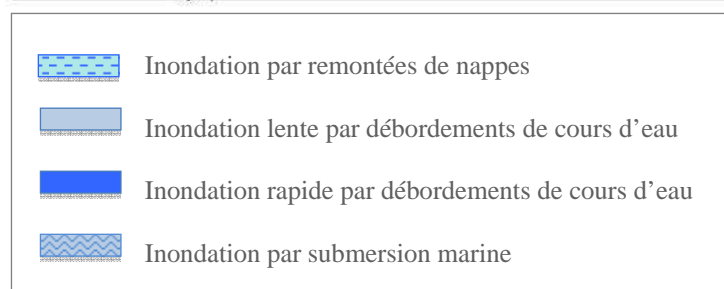 Inondation par remontées de nappes
Inondation lente par débordements de cours d'eau
Inondation rapide par débordements de cours d'eau
Inondation par submersion marine